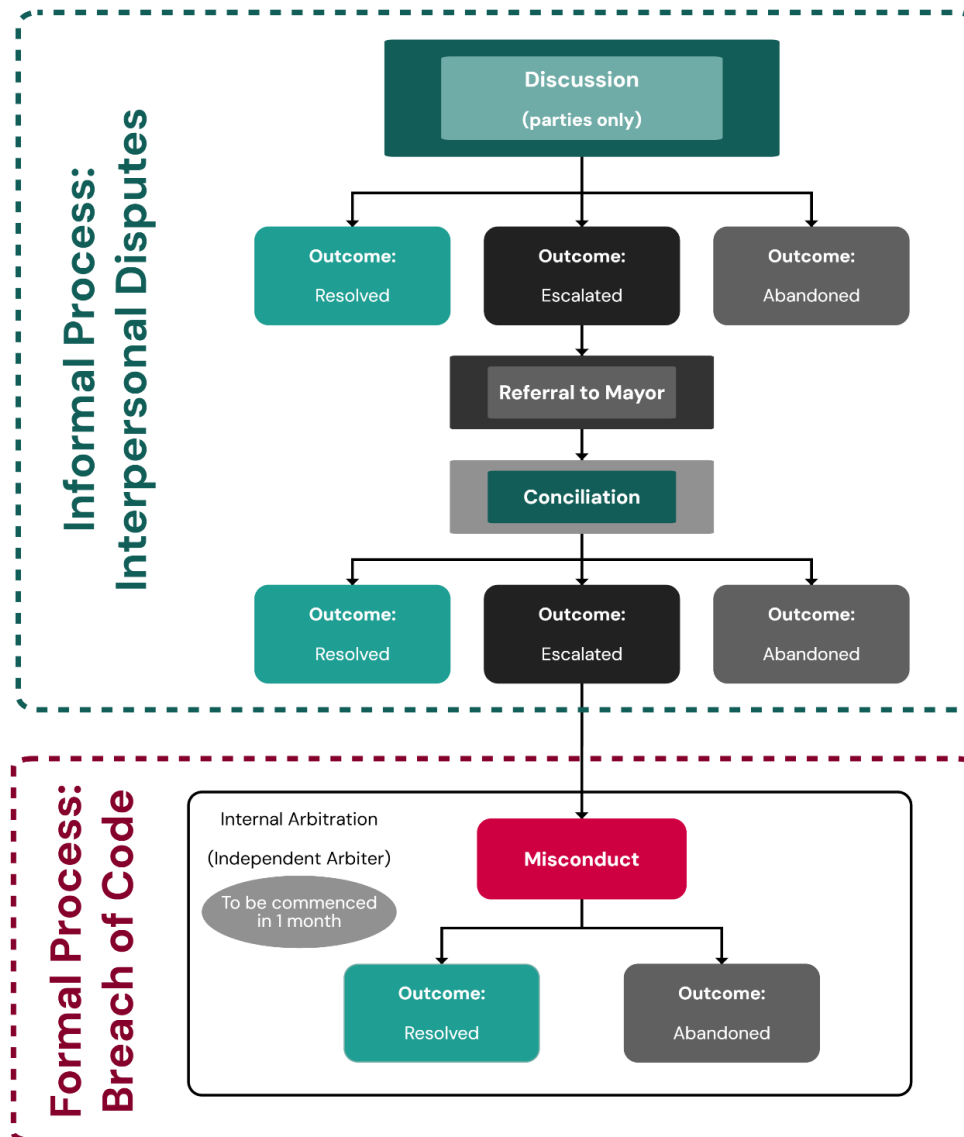 Informal Process:
Interpersonal Disputes
Discussion
(parties only)
Outcome:
Resolved
Outcome:
Escalated
Outcome:
Abandoned
Referral to Mayor
Conciliation
Outcome:
Resolved
Outcome:
Escalated
Outcome:
Abandoned
Formal Process:
Breach of Code
Internal Arbitration
(Independent Arbiter)
To be commenced
in 1 month
Misconduct
Outcome:
Resolved
Outcome:
Abandoned